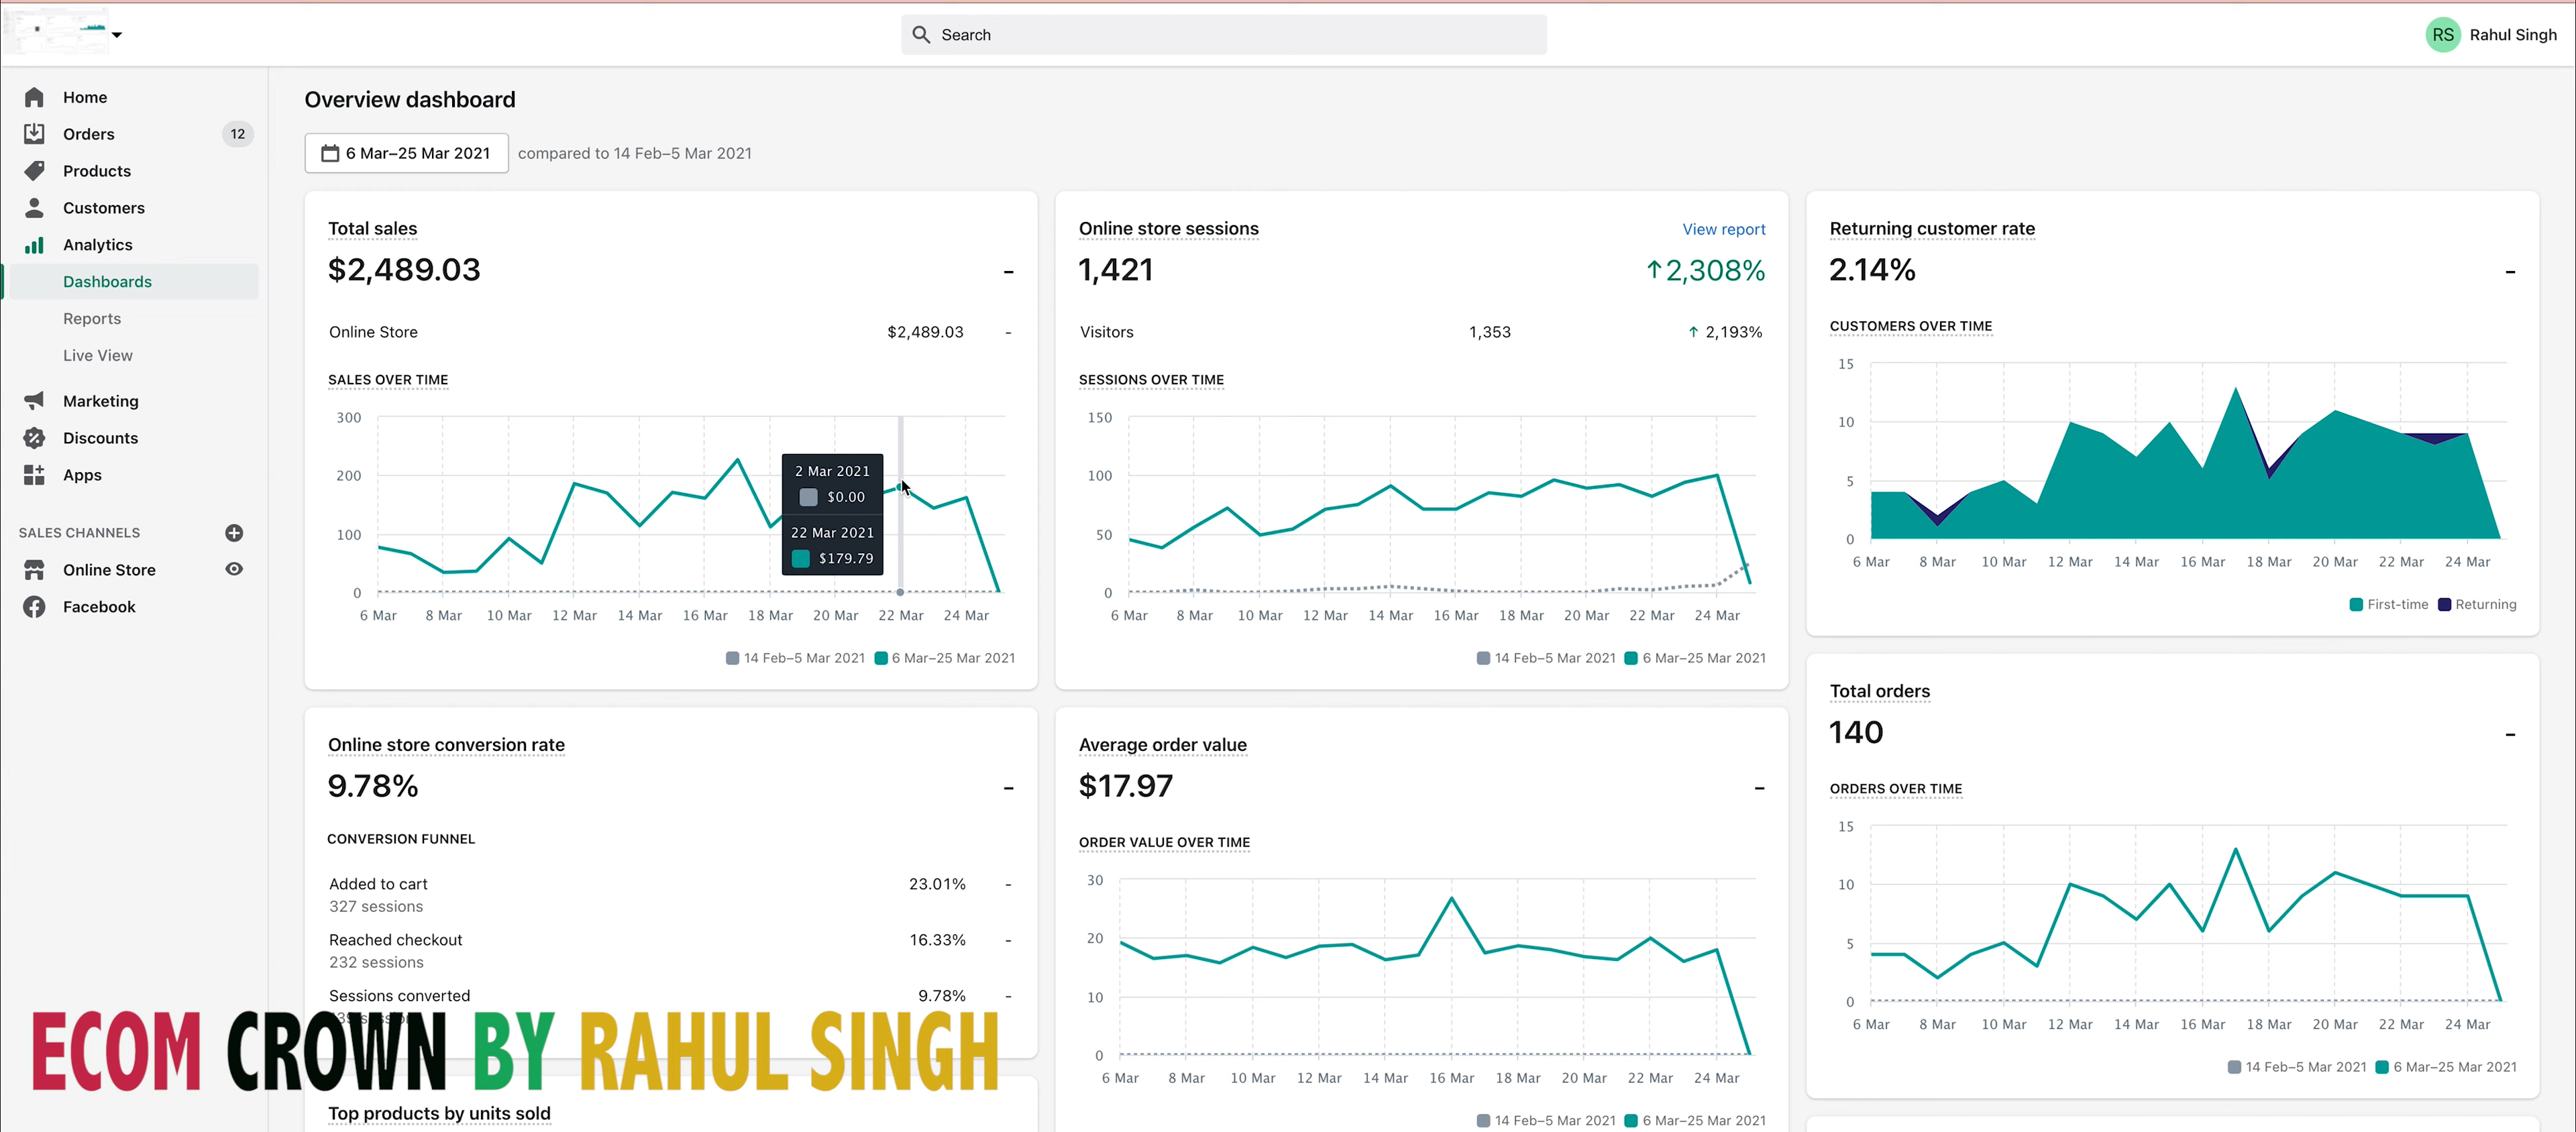 Search
RS Rahul Singh
Home
Orders 12
Products
Customers
Analytics
Dashboards
Reports
Live View
Marketing
Discounts
Apps
SALES CHANNELS
Online Store
Facebook
Overview dashboard
6 Mar–25 Mar 2021 compared to 14 Feb–5 Mar 2021
Total sales
$2,489.03 -
Online Store $2,489.03 -
SALES OVER TIME
300
200
100
0
2 Mar 2021
$0.00
22 Mar 2021
$179.79
6 Mar 8 Mar 10 Mar 12 Mar 14 Mar 16 Mar 18 Mar 20 Mar 22 Mar 24 Mar
14 Feb–5 Mar 2021 6 Mar–25 Mar 2021
Online store sessions View report
1,421 ↑2,308%
Visitors 1,353 ↑ 2,193%
SESSIONS OVER TIME
150
100
50
0
6 Mar 8 Mar 10 Mar 12 Mar 14 Mar 16 Mar 18 Mar 20 Mar 22 Mar 24 Mar
14 Feb–5 Mar 2021 6 Mar–25 Mar 2021
Returning customer rate
2.14% -
CUSTOMERS OVER TIME
15
10
5
0
6 Mar 8 Mar 10 Mar 12 Mar 14 Mar 16 Mar 18 Mar 20 Mar 22 Mar 24 Mar
First-time Returning
Online store conversion rate
9.78% -
CONVERSION FUNNEL
Added to cart 23.01% -
327 sessions
Reached checkout 16.33% -
232 sessions
Sessions converted 9.78% -
ECOM CROWN BY RAHUL SINGH
Top products by units sold
Average order value
$17.97 -
ORDER VALUE OVER TIME
30
20
10
0
6 Mar 8 Mar 10 Mar 12 Mar 14 Mar 16 Mar 18 Mar 20 Mar 22 Mar 24 Mar
14 Feb–5 Mar 2021 6 Mar–25 Mar 2021
Total orders
140 -
ORDERS OVER TIME
15
10
5
0
6 Mar 8 Mar 10 Mar 12 Mar 14 Mar 16 Mar 18 Mar 20 Mar 22 Mar 24 Mar
14 Feb–5 Mar 2021 6 Mar–25 Mar 2021